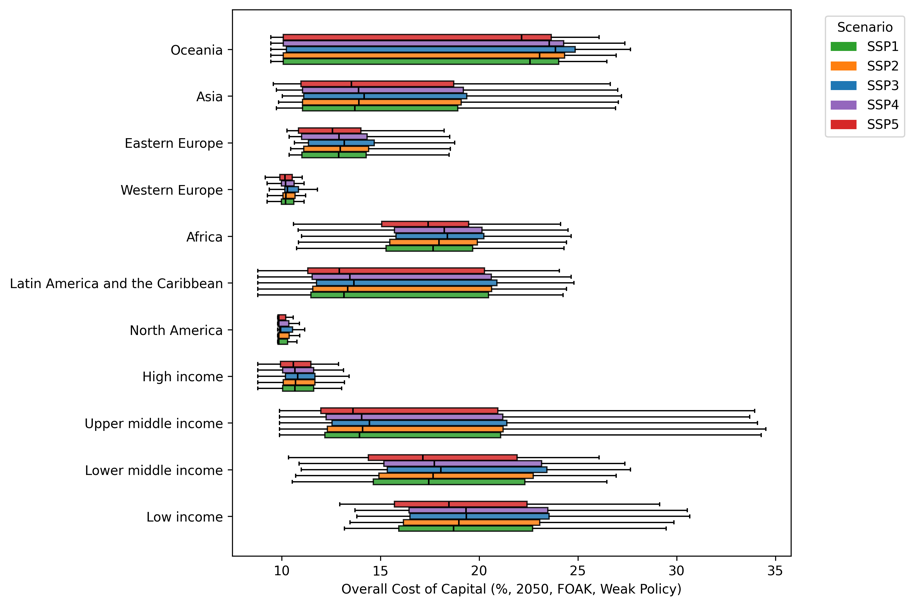 Scenario
SSP1
SSP2
SSP3
SSP4
SSP5
Oceania
Asia
Eastern Europe
Western Europe
Africa
Latin America and the Caribbean
North America
High income
Upper middle income
Lower middle income
Low income
10 15 20 25 30 35
Overall Cost of Capital (%, 2050, FOAK, Weak Policy)